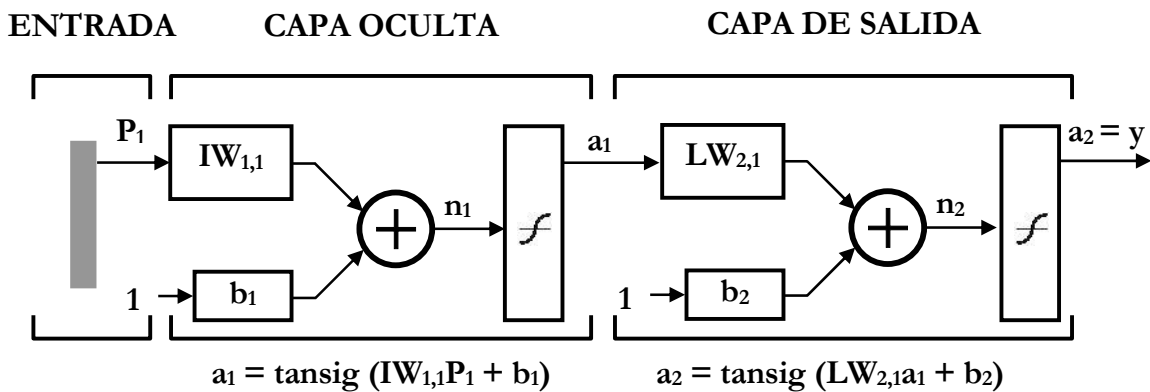 ENTRADA CAPA OCULTA CAPA DE SALIDA
P₁ IW₁,₁ a₁ LW₂,₁ a₂ = y
n₁ n₂
1 b₁ 1 b₂
a₁ = tansig (IW₁,₁P₁ + b₁) a₂ = tansig (LW₂,₁a₁ + b₂)